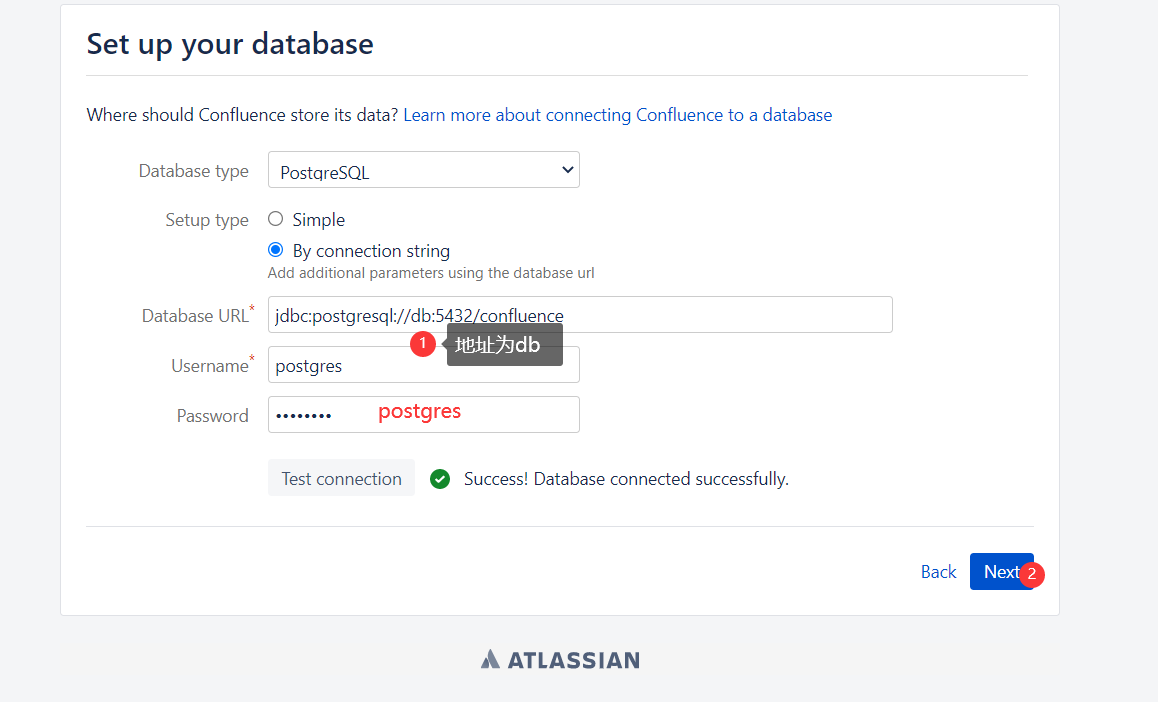 Set up your database
Where should Confluence store its data? Learn more about connecting Confluence to a database
Database type PostgreSQL
Setup type Simple
By connection string
Add additional parameters using the database url
Database URL* jdbc:postgresql://db:5432/confluence
1 地址为db
Username* postgres
Password •••••••• postgres
Test connection Success! Database connected successfully.
Back Next 2
ATLASSIAN